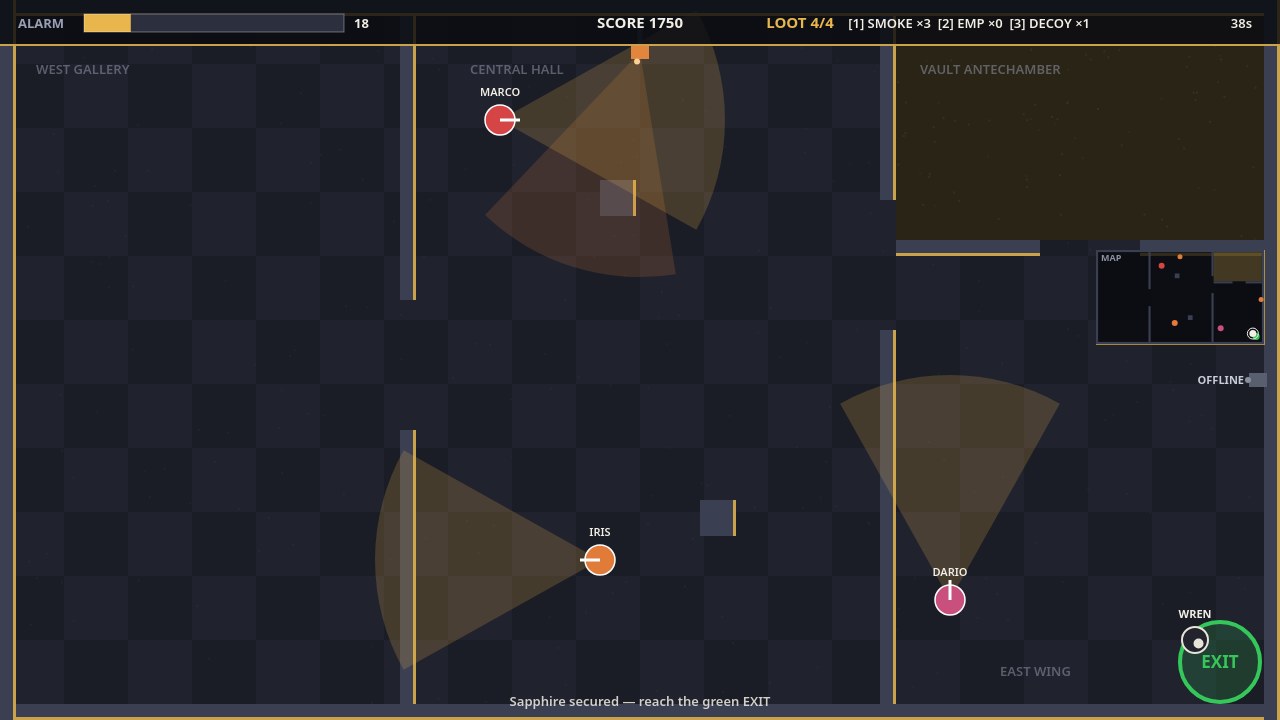 ALARM 18 SCORE 1750 LOOT 4/4 [1] SMOKE ×3 [2] EMP ×0 [3] DECOY ×1 38s
WEST GALLERY CENTRAL HALL VAULT ANTECHAMBER
MARCO
MAP
OFFLINE
IRIS
DARIO
WREN
EXIT
EAST WING
Sapphire secured — reach the green EXIT